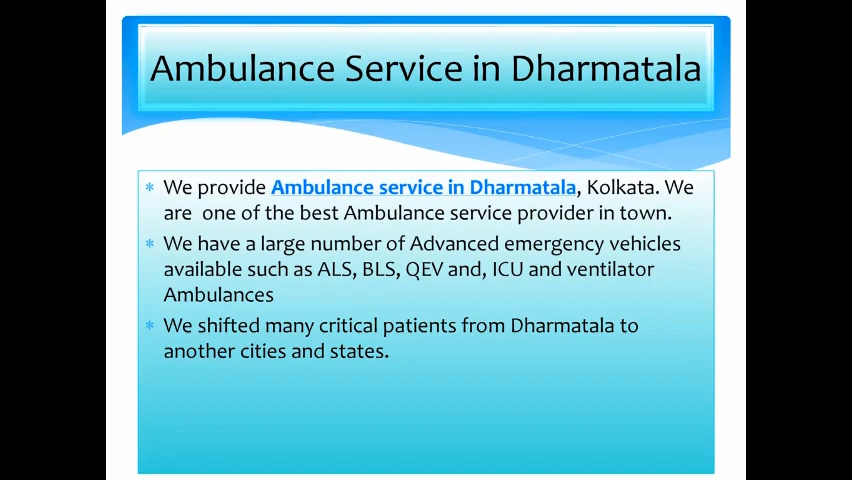 Ambulance Service in Dharmatala
* We provide Ambulance service in Dharmatala, Kolkata. We
are one of the best Ambulance service provider in town.
* We have a large number of Advanced emergency vehicles
available such as ALS, BLS, QEV and, ICU and ventilator
Ambulances
* We shifted many critical patients from Dharmatala to
another cities and states.